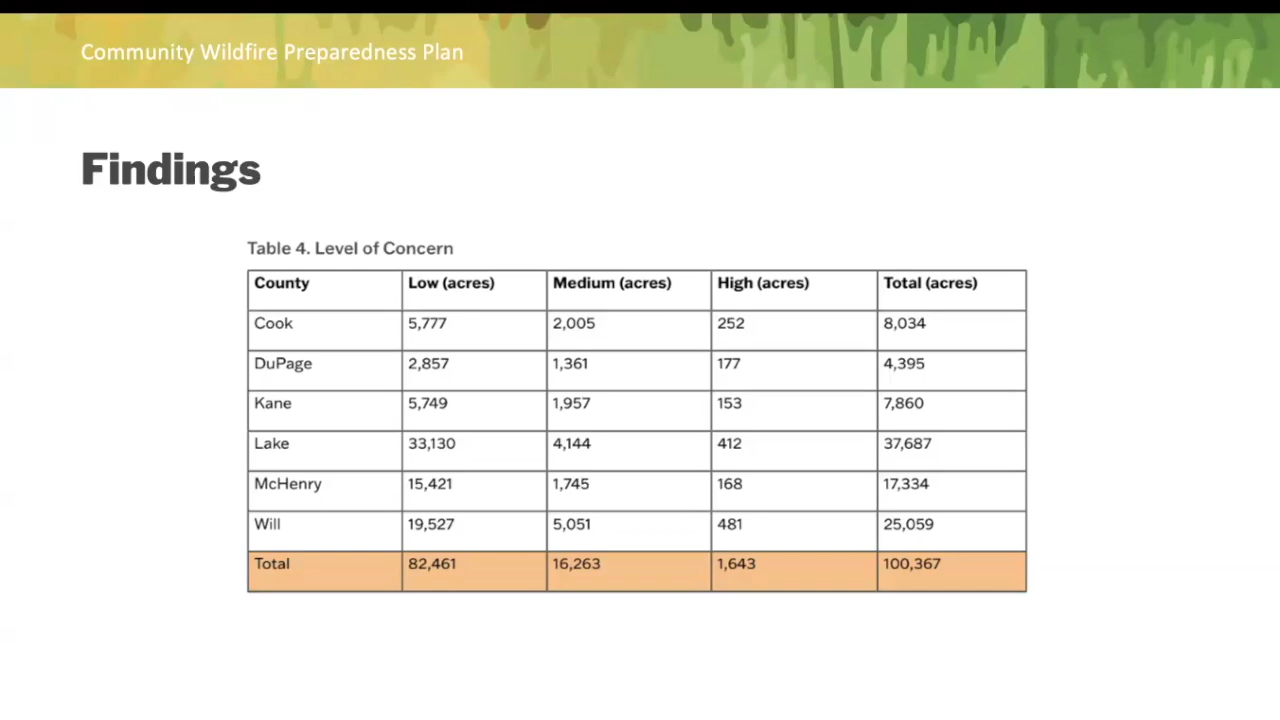 Community Wildfire Preparedness Plan
Findings
Table 4. Level of Concern
County Low (acres) Medium (acres) High (acres) Total (acres)
Cook 5,777 2,005 252 8,034
DuPage 2,857 1,361 177 4,395
Kane 5,749 1,957 153 7,860
Lake 33,130 4,144 412 37,687
McHenry 15,421 1,745 168 17,334
Will 19,527 5,051 481 25,059
Total 82,461 16,263 1,643 100,367